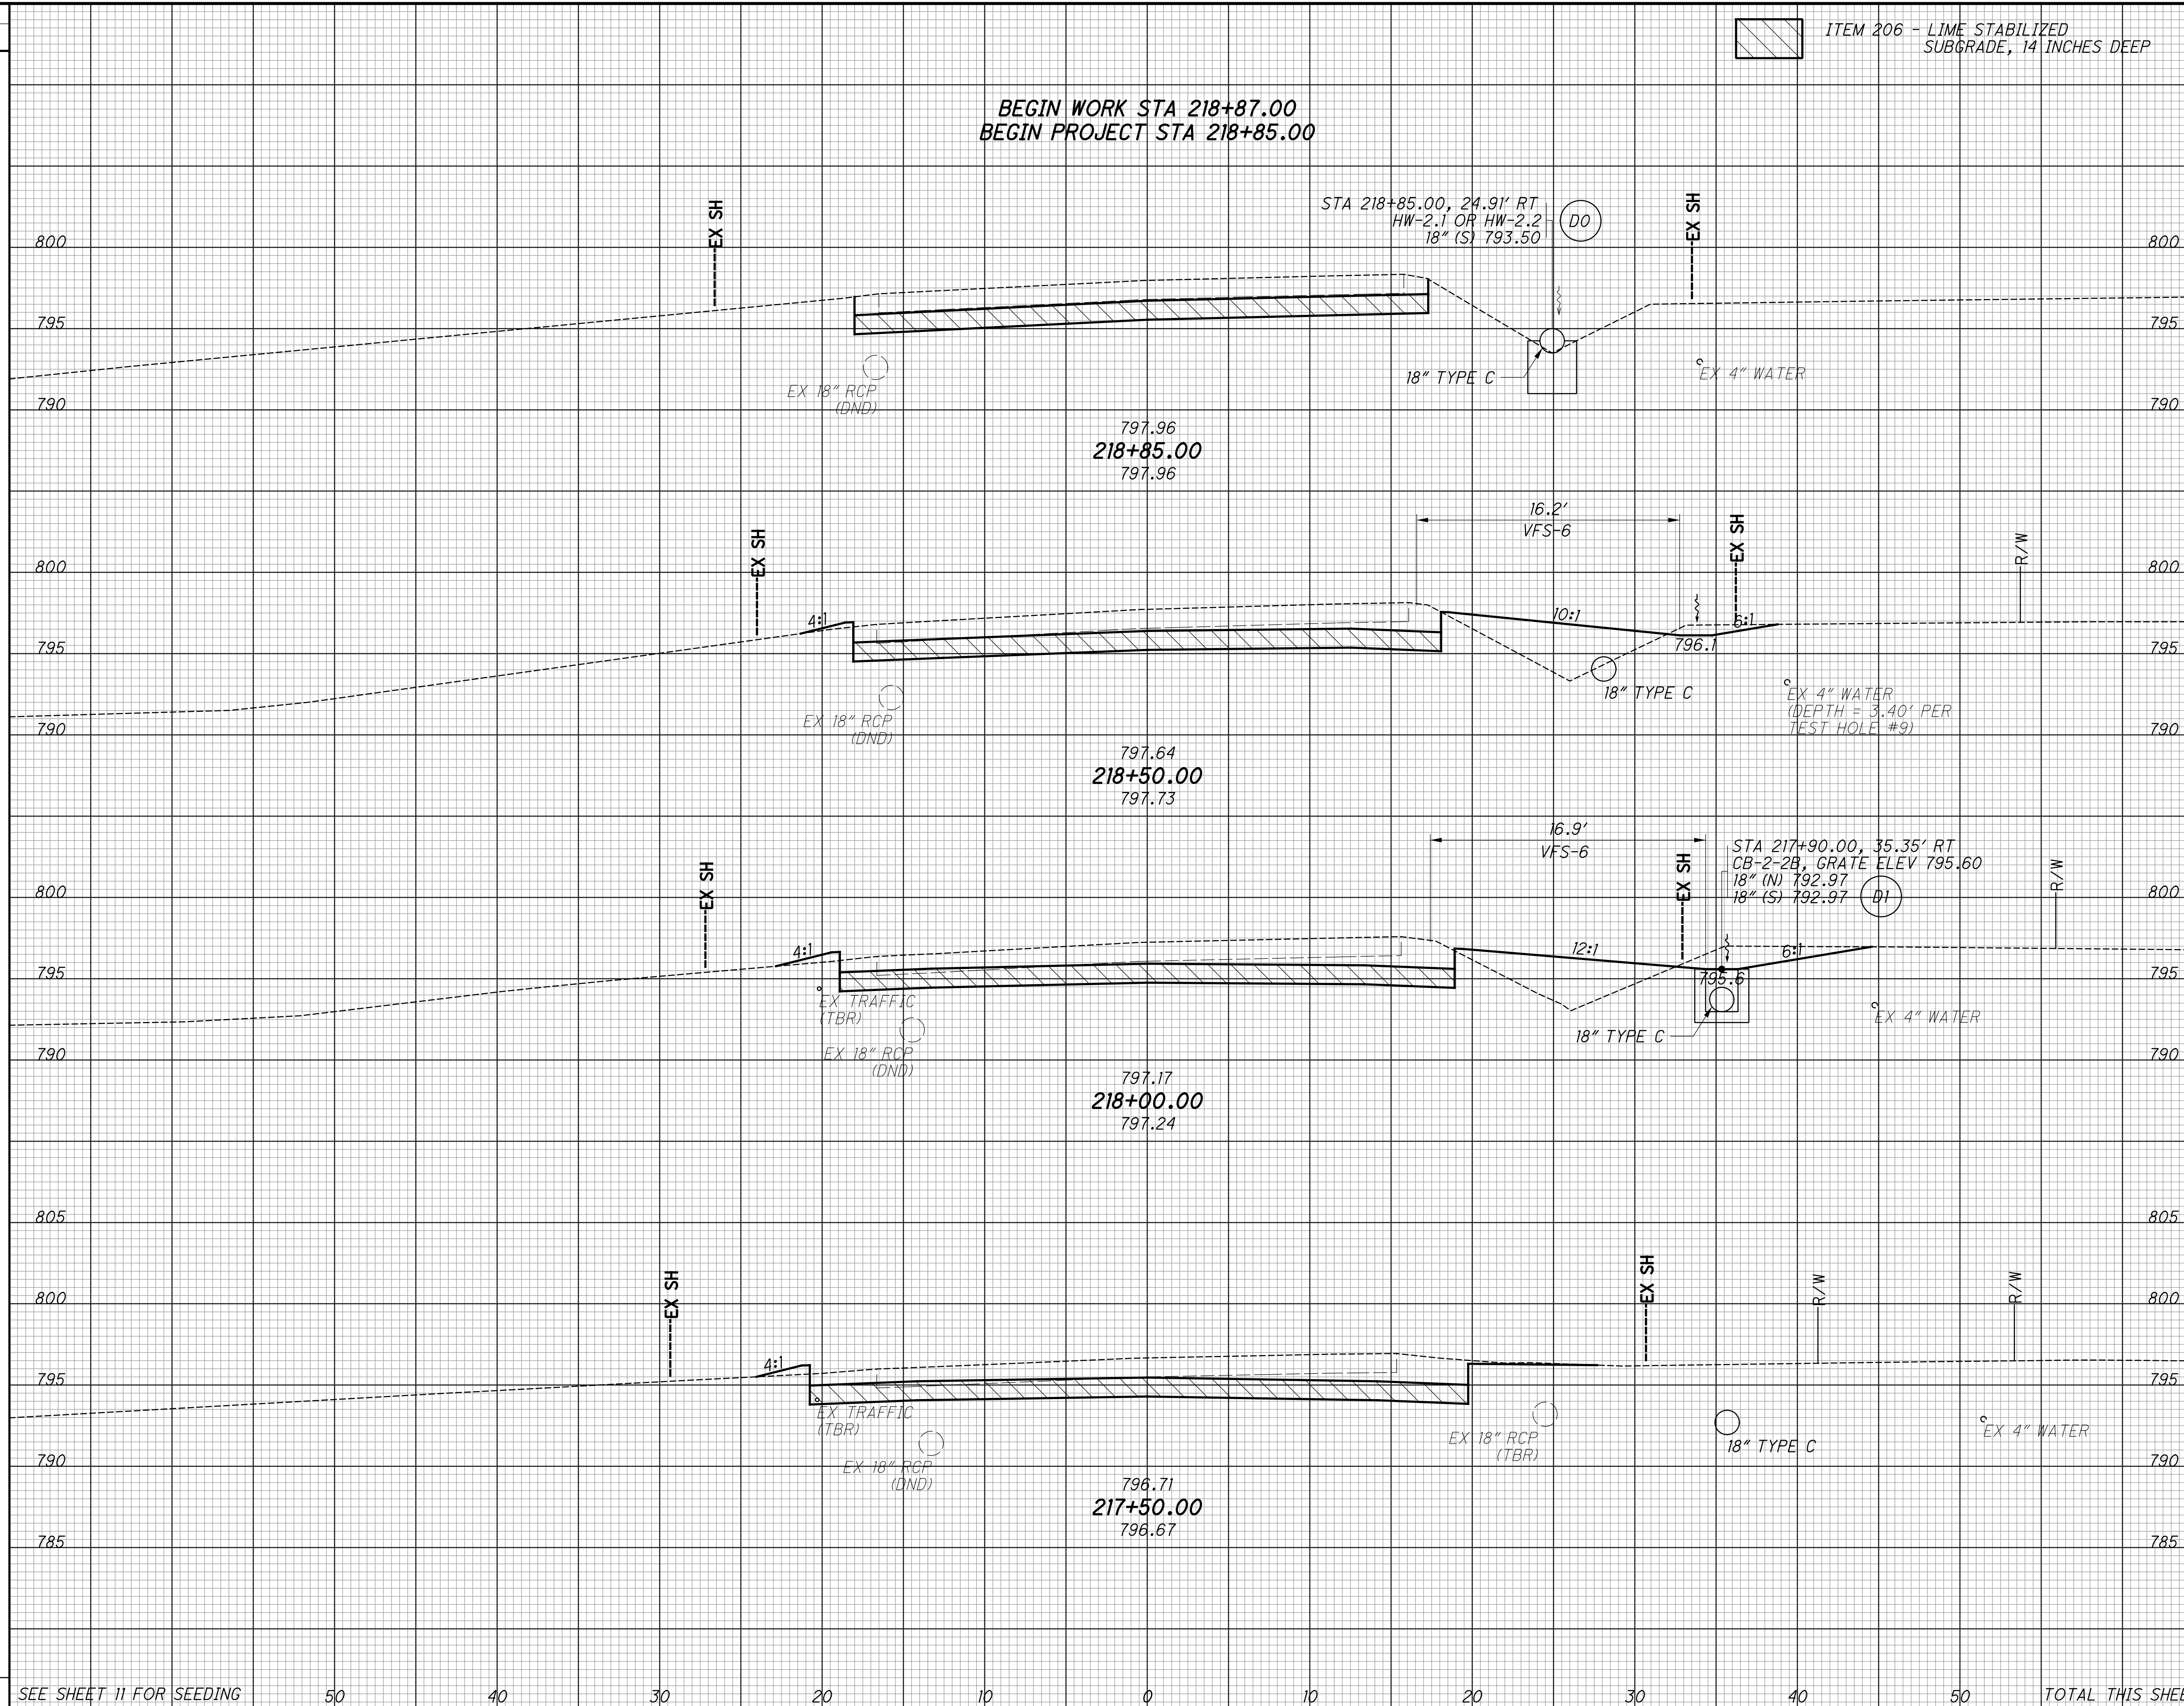 ITEM 206 - LIME STABILIZED
SUBGRADE, 14 INCHES DEEP
BEGIN WORK STA 218+87.00
BEGIN PROJECT STA 218+85.00
EX SH
STA 218+85.00, 24.91' RT
HW-2.1 OR HW-2.2
18" (S) 793.50
D0
EX SH
800
800
795
795
18" TYPE C
EX 4" WATER
EX 18" RCP
(DND)
790
790
797.96
218+85.00
797.96
16.2'
VFS-6
EX SH
EX SH
R/W
800
800
4:1
10:1
6:1
795
796.1
795
18" TYPE C
EX 4" WATER
(DEPTH = 3.40' PER
TEST HOLE #9)
EX 18" RCP
(DND)
790
790
797.64
218+50.00
797.73
16.9'
VFS-6
STA 217+90.00, 35.35' RT
CB-2-2B, GRATE ELEV 795.60
18" (N) 792.97
18" (S) 792.97
D1
EX SH
EX SH
R/W
800
800
4:1
12:1
6:1
795
795.6
795
EX TRAFFIC
(TBR)
EX 4" WATER
18" TYPE C
EX 18" RCP
(DND)
790
790
797.17
218+00.00
797.24
805
805
EX SH
EX SH
R/W
R/W
800
800
4:1
795
795
EX TRAFFIC
(TBR)
EX 4" WATER
EX 18" RCP
(TBR)
18" TYPE C
EX 18" RCP
(DND)
790
790
796.71
217+50.00
796.67
785
785
SEE SHEET 11 FOR SEEDING
50
40
30
20
10
0
10
20
30
40
50
TOTAL THIS